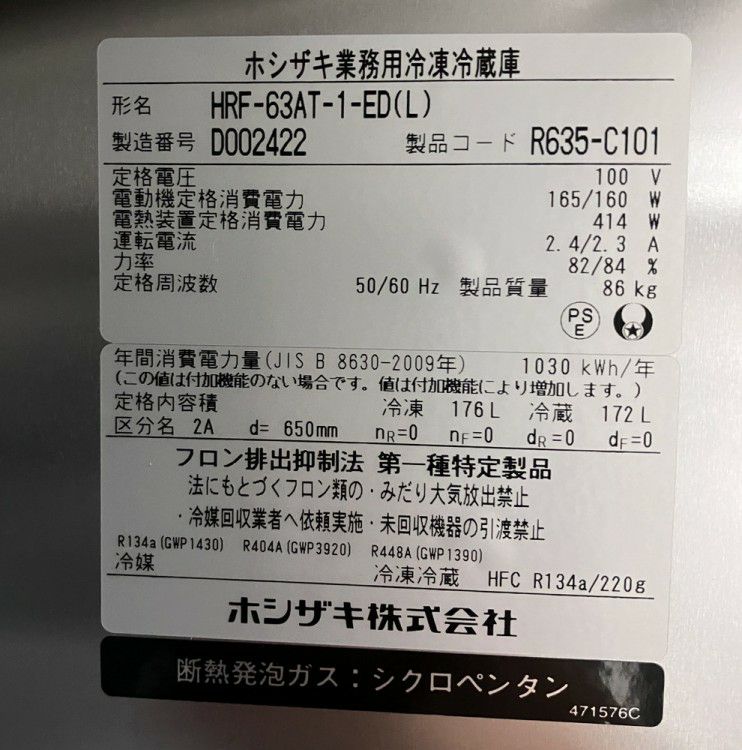 ホシザキ業務用冷凍冷蔵庫
形名 HRF-63AT-1-ED(L)
製造番号 D002422 製品コード R635-C101
定格電圧 100 V
電動機定格消費電力 165/160 W
電熱装置定格消費電力 414 W
運転電流 2.4/2.3 A
力率 82/84 %
定格周波数 50/60 Hz 製品質量 86 kg
PS
E
年間消費電力量(JIS B 8630-2009年) 1030 kWh/年
(この値は付加機能のない場合です。値は付加機能により増加します。)
定格内容積 冷凍 176 L 冷蔵 172 L
区分名 2A d= 650mm nR=0 nF=0 dR=0 dF=0
フロン排出抑制法 第一種特定製品
法にもとづくフロン類の・みだり大気放出禁止
・冷媒回収業者へ依頼実施・未回収機器の引渡禁止
R134a(GWP1430) R404A(GWP3920) R448A(GWP1390)
冷媒 冷凍冷蔵 HFC R134a/220g
ホシザキ株式会社
断熱発泡ガス：シクロペンタン
471576C